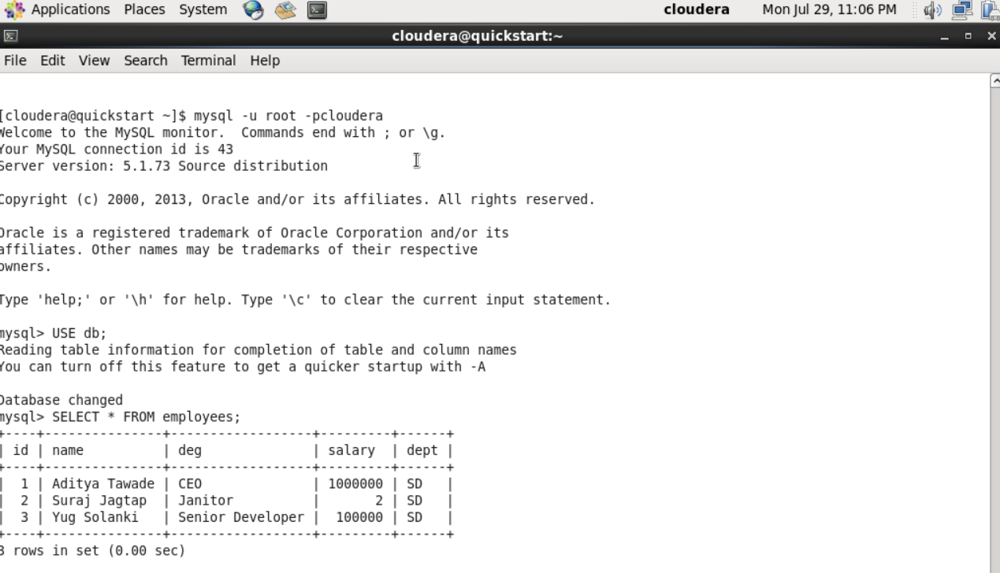 Applications Places System cloudera Mon Jul 29, 11:06 PM
cloudera@quickstart:~
File Edit View Search Terminal Help
[cloudera@quickstart ~]$ mysql -u root -pcloudera
Welcome to the MySQL monitor.  Commands end with ; or \g.
Your MySQL connection id is 43
Server version: 5.1.73 Source distribution
Copyright (c) 2000, 2013, Oracle and/or its affiliates. All rights reserved.
Oracle is a registered trademark of Oracle Corporation and/or its
affiliates. Other names may be trademarks of their respective
owners.
Type 'help;' or '\h' for help. Type '\c' to clear the current input statement.
mysql> USE db;
Reading table information for completion of table and column names
You can turn off this feature to get a quicker startup with -A
Database changed
mysql> SELECT * FROM employees;
+----+---------------+------------------+---------+------+
| id | name          | deg              | salary  | dept |
+----+---------------+------------------+---------+------+
|  1 | Aditya Tawade | CEO              | 1000000 | SD   |
|  2 | Suraj Jagtap  | Janitor          |       2 | SD   |
|  3 | Yug Solanki   | Senior Developer |  100000 | SD   |
+----+---------------+------------------+---------+------+
3 rows in set (0.00 sec)